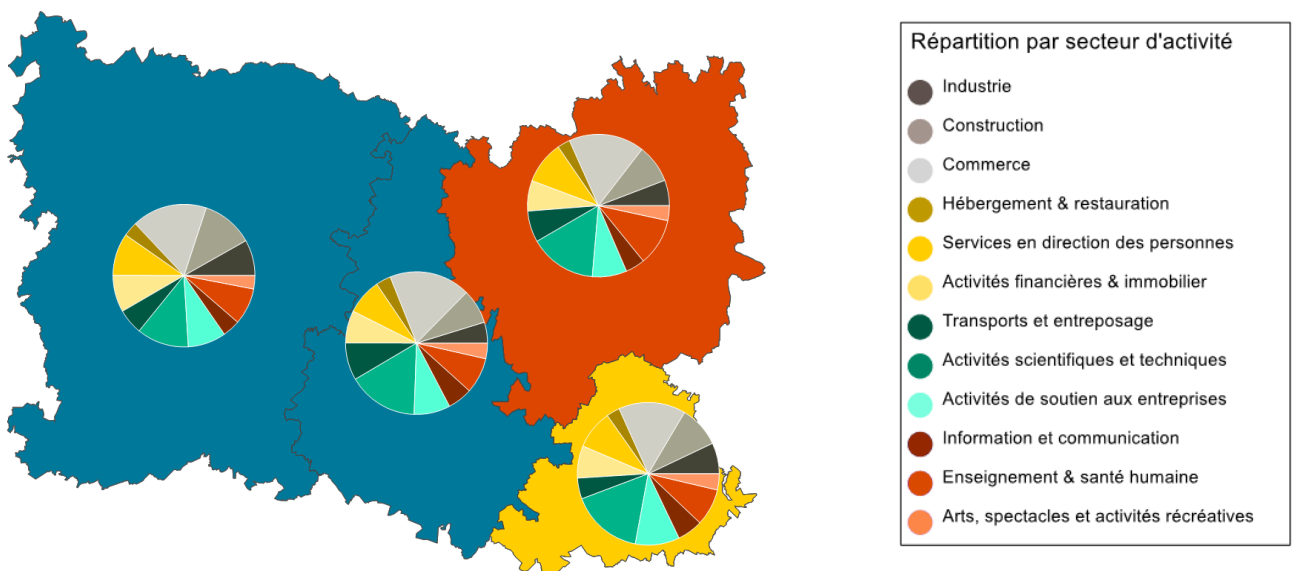 Répartition par secteur d'activité
Industrie
Construction
Commerce
Hébergement & restauration
Services en direction des personnes
Activités financières & immobilier
Transports et entreposage
Activités scientifiques et techniques
Activités de soutien aux entreprises
Information et communication
Enseignement & santé humaine
Arts, spectacles et activités récréatives